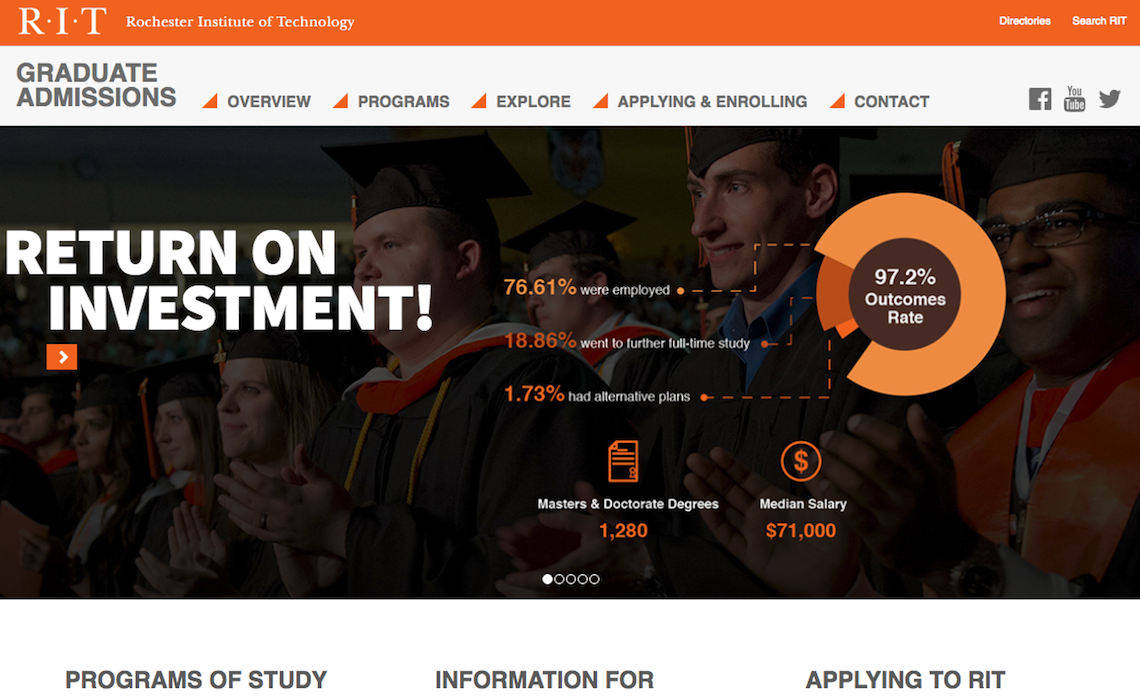 R·I·T Rochester Institute of Technology
Directories Search RIT
GRADUATE
ADMISSIONS
OVERVIEW PROGRAMS EXPLORE APPLYING & ENROLLING CONTACT
You
Tube
RETURN ON
INVESTMENT!
76.61% were employed
18.86% went to further full-time study
1.73% had alternative plans
97.2%
Outcomes
Rate
Masters & Doctorate Degrees
1,280
Median Salary
$71,000
PROGRAMS OF STUDY
INFORMATION FOR
APPLYING TO RIT